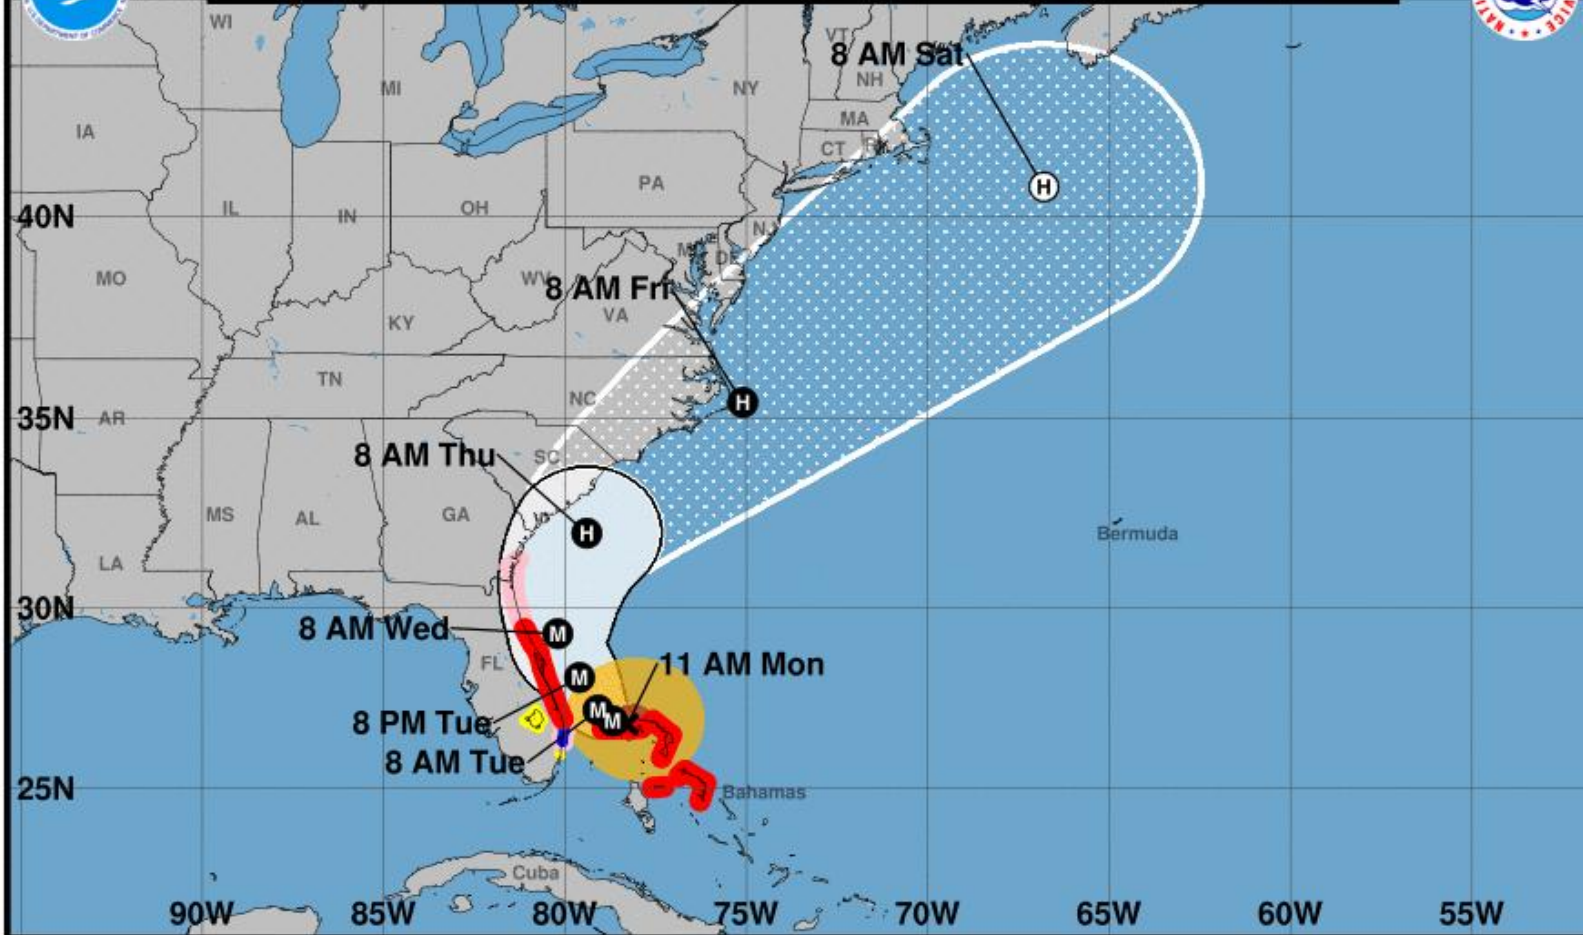 WI
VT
8 AM Sat
NH
MI
NY
MA
IA
CT
PA
H
IL
IN
OH
40N
NJ
MO
WV
8 AM Fri
VA
KY
TN
NC
H
AR
35N
8 AM Thu
SC
MS
AL
GA
H
Bermuda
LA
30N
8 AM Wed
M
FL
11 AM Mon
M
8 PM Tue
M
M
8 AM Tue
25N
Bahamas
Cuba
90W 85W 80W 75W 70W 65W 60W 55W